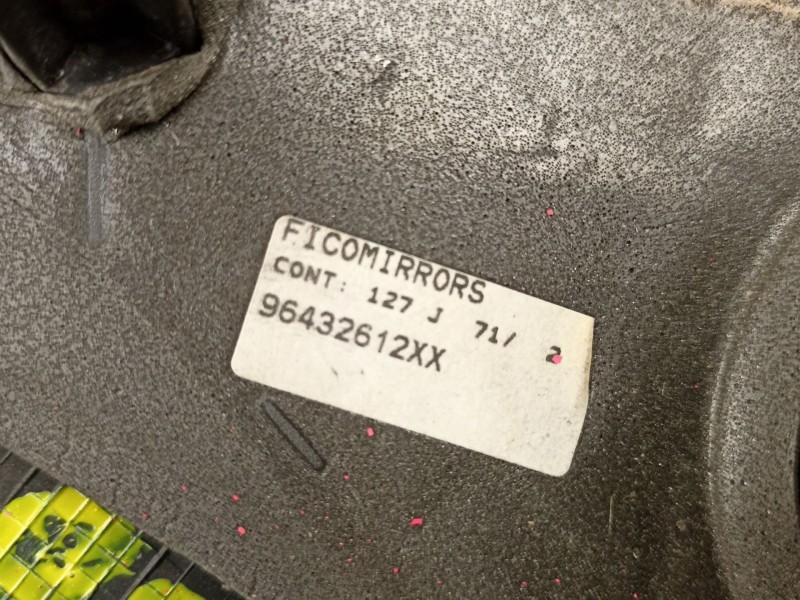 FICOMIRRORS
CONT: 127 J 71/ 2
96432612XX